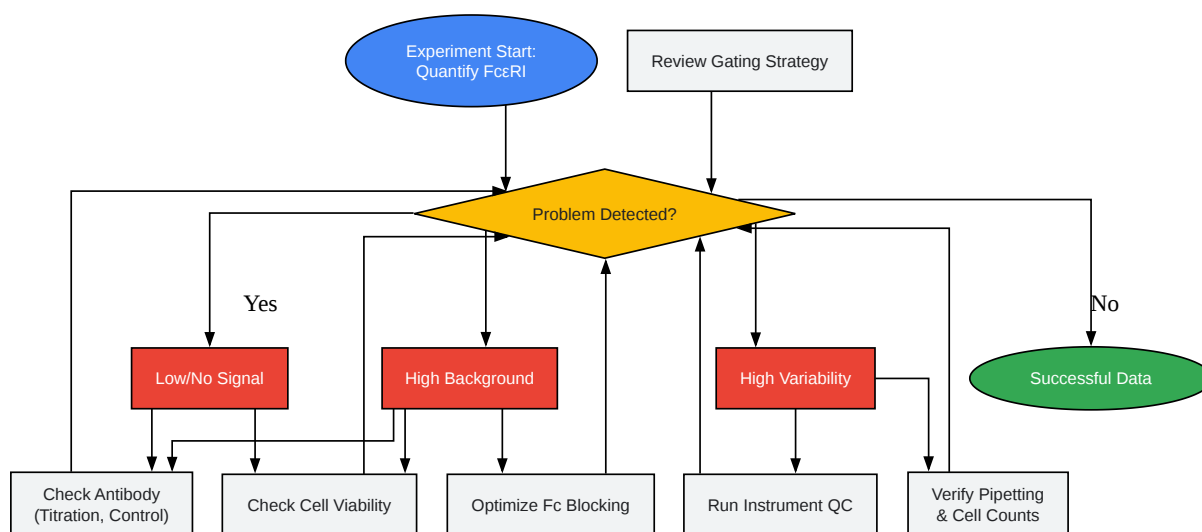 Experiment Start:
Quantify FcεRI
Review Gating Strategy
Problem Detected?
Yes
No
Low/No Signal
High Background
High Variability
Successful Data
Check Antibody
(Titration, Control)
Check Cell Viability
Optimize Fc Blocking
Run Instrument QC
Verify Pipetting
& Cell Counts